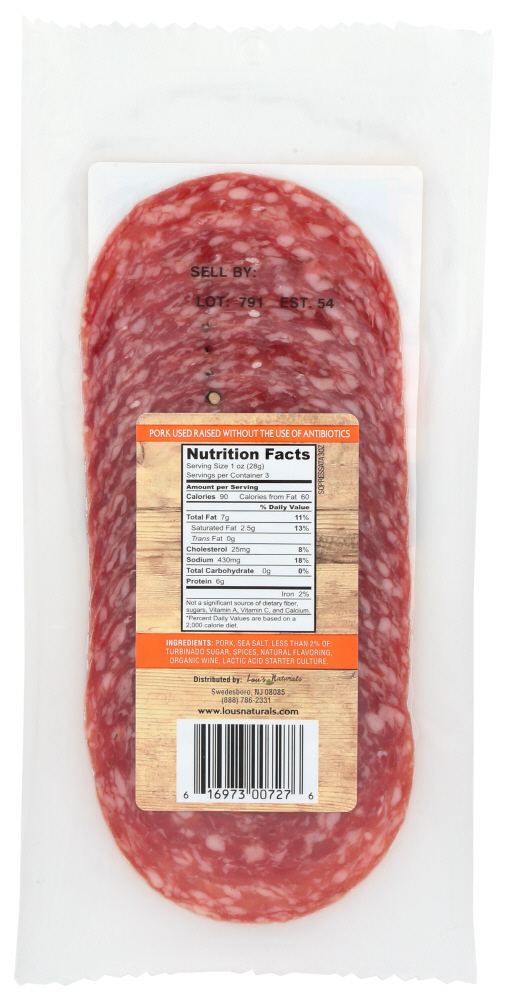 SELL BY:
LOT: 791 EST. 54
PORK USED RAISED WITHOUT THE USE OF ANTIBIOTICS
Nutrition Facts
Serving Size 1 oz (28g)
Servings per Container 3
Amount per Serving
Calories 90 Calories from Fat 60
% Daily Value
Total Fat 7g 11%
Saturated Fat 2.5g 13%
Trans Fat 0g
Cholesterol 25mg 8%
Sodium 430mg 18%
Total Carbohydrate 0g 0%
Protein 6g
Iron 2%
Not a significant source of dietary fiber,
sugars, Vitamin A, Vitamin C, and Calcium.
*Percent Daily Values are based on a
2,000 calorie diet.
SOPRESSATA3OZ
INGREDIENTS: PORK, SEA SALT, LESS THAN 2% OF:
TURBINADO SUGAR, SPICES, NATURAL FLAVORING,
ORGANIC WINE, LACTIC ACID STARTER CULTURE.
Distributed by: Lou's Naturals
Swedesboro, NJ 08085
(888) 786-2331
www.lousnaturals.com
6 16973 00727 6